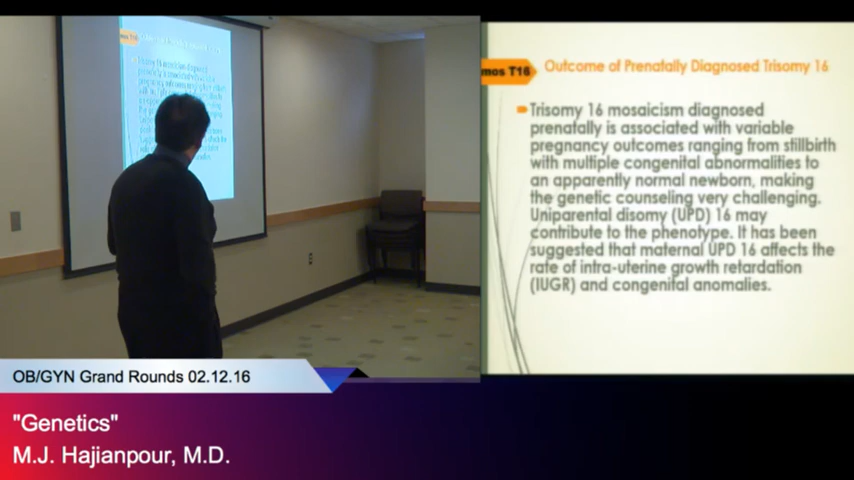 mos T16
Outcome of Prenatally Diagnosed Trisomy 16
Trisomy 16 mosaicism diagnosed
prenatally is associated with variable
pregnancy outcomes ranging from stillbirth
with multiple congenital abnormalities to
an apparently normal newborn, making
the genetic counseling very challenging.
Uniparental disomy (UPD) 16 may
contribute to the phenotype. It has been
suggested that maternal UPD 16 affects the
rate of intra-uterine growth retardation
(IUGR) and congenital anomalies.
OB/GYN Grand Rounds 02.12.16
"Genetics"
M.J. Hajianpour, M.D.